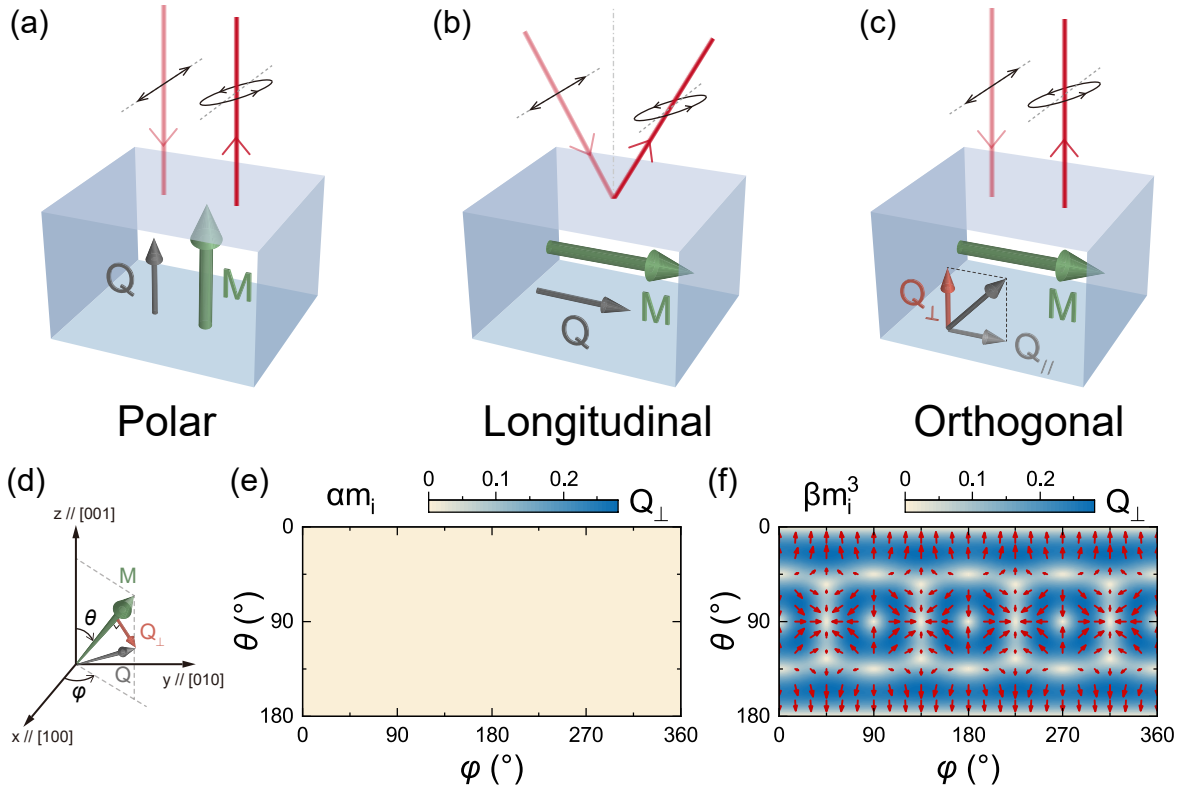 (a)
(b)
(c)
Q
M
Q
M
Q⊥
Q//
M
Polar
Longitudinal
Orthogonal
(d)
z // [001]
M
θ
Q⊥
Q
φ
y // [010]
x // [100]
(e)
αmᵢ
0 0.1 0.2
Q⊥
0
90
180
θ (°)
0 90 180 270 360
φ (°)
(f)
βmᵢ³
0 0.1 0.2
Q⊥
0
90
180
θ (°)
0 90 180 270 360
φ (°)